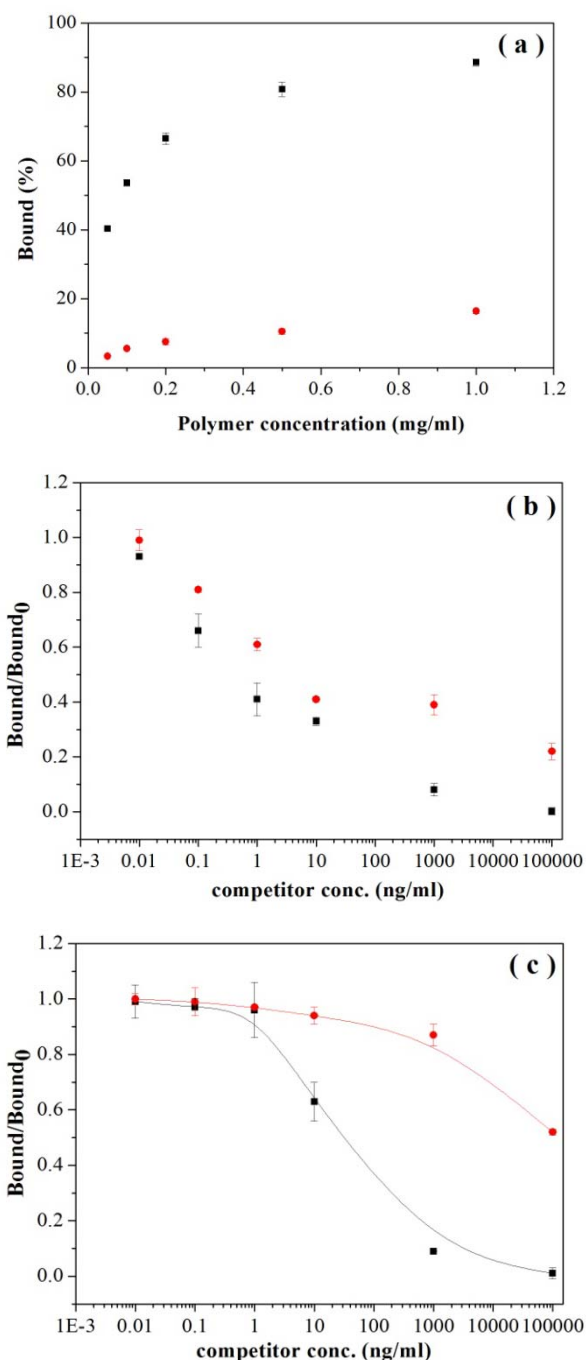 ( a )
100
80
60
40
20
0
Bound (%)
0.0 0.2 0.4 0.6 0.8 1.0 1.2
Polymer concentration (mg/ml)
( b )
1.2
1.0
0.8
0.6
0.4
0.2
0.0
Bound/Bound0
1E-3 0.01 0.1 1 10 100 1000 10000 100000
competitor conc. (ng/ml)
( c )
1.2
1.0
0.8
0.6
0.4
0.2
0.0
Bound/Bound0
1E-3 0.01 0.1 1 10 100 1000 10000 100000
competitor conc. (ng/ml)